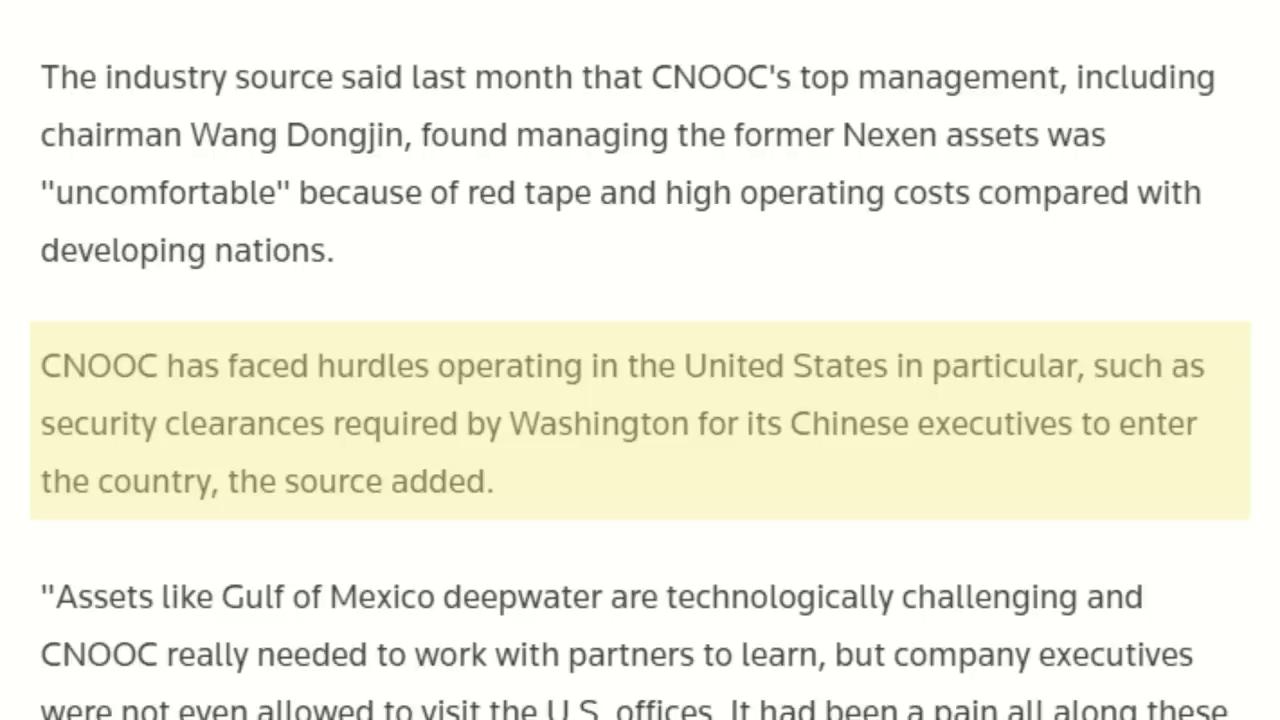 The industry source said last month that CNOOC's top management, including
chairman Wang Dongjin, found managing the former Nexen assets was
"uncomfortable" because of red tape and high operating costs compared with
developing nations.
CNOOC has faced hurdles operating in the United States in particular, such as
security clearances required by Washington for its Chinese executives to enter
the country, the source added.
"Assets like Gulf of Mexico deepwater are technologically challenging and
CNOOC really needed to work with partners to learn, but company executives
were not even allowed to visit the U.S. offices. It had been a pain all along these